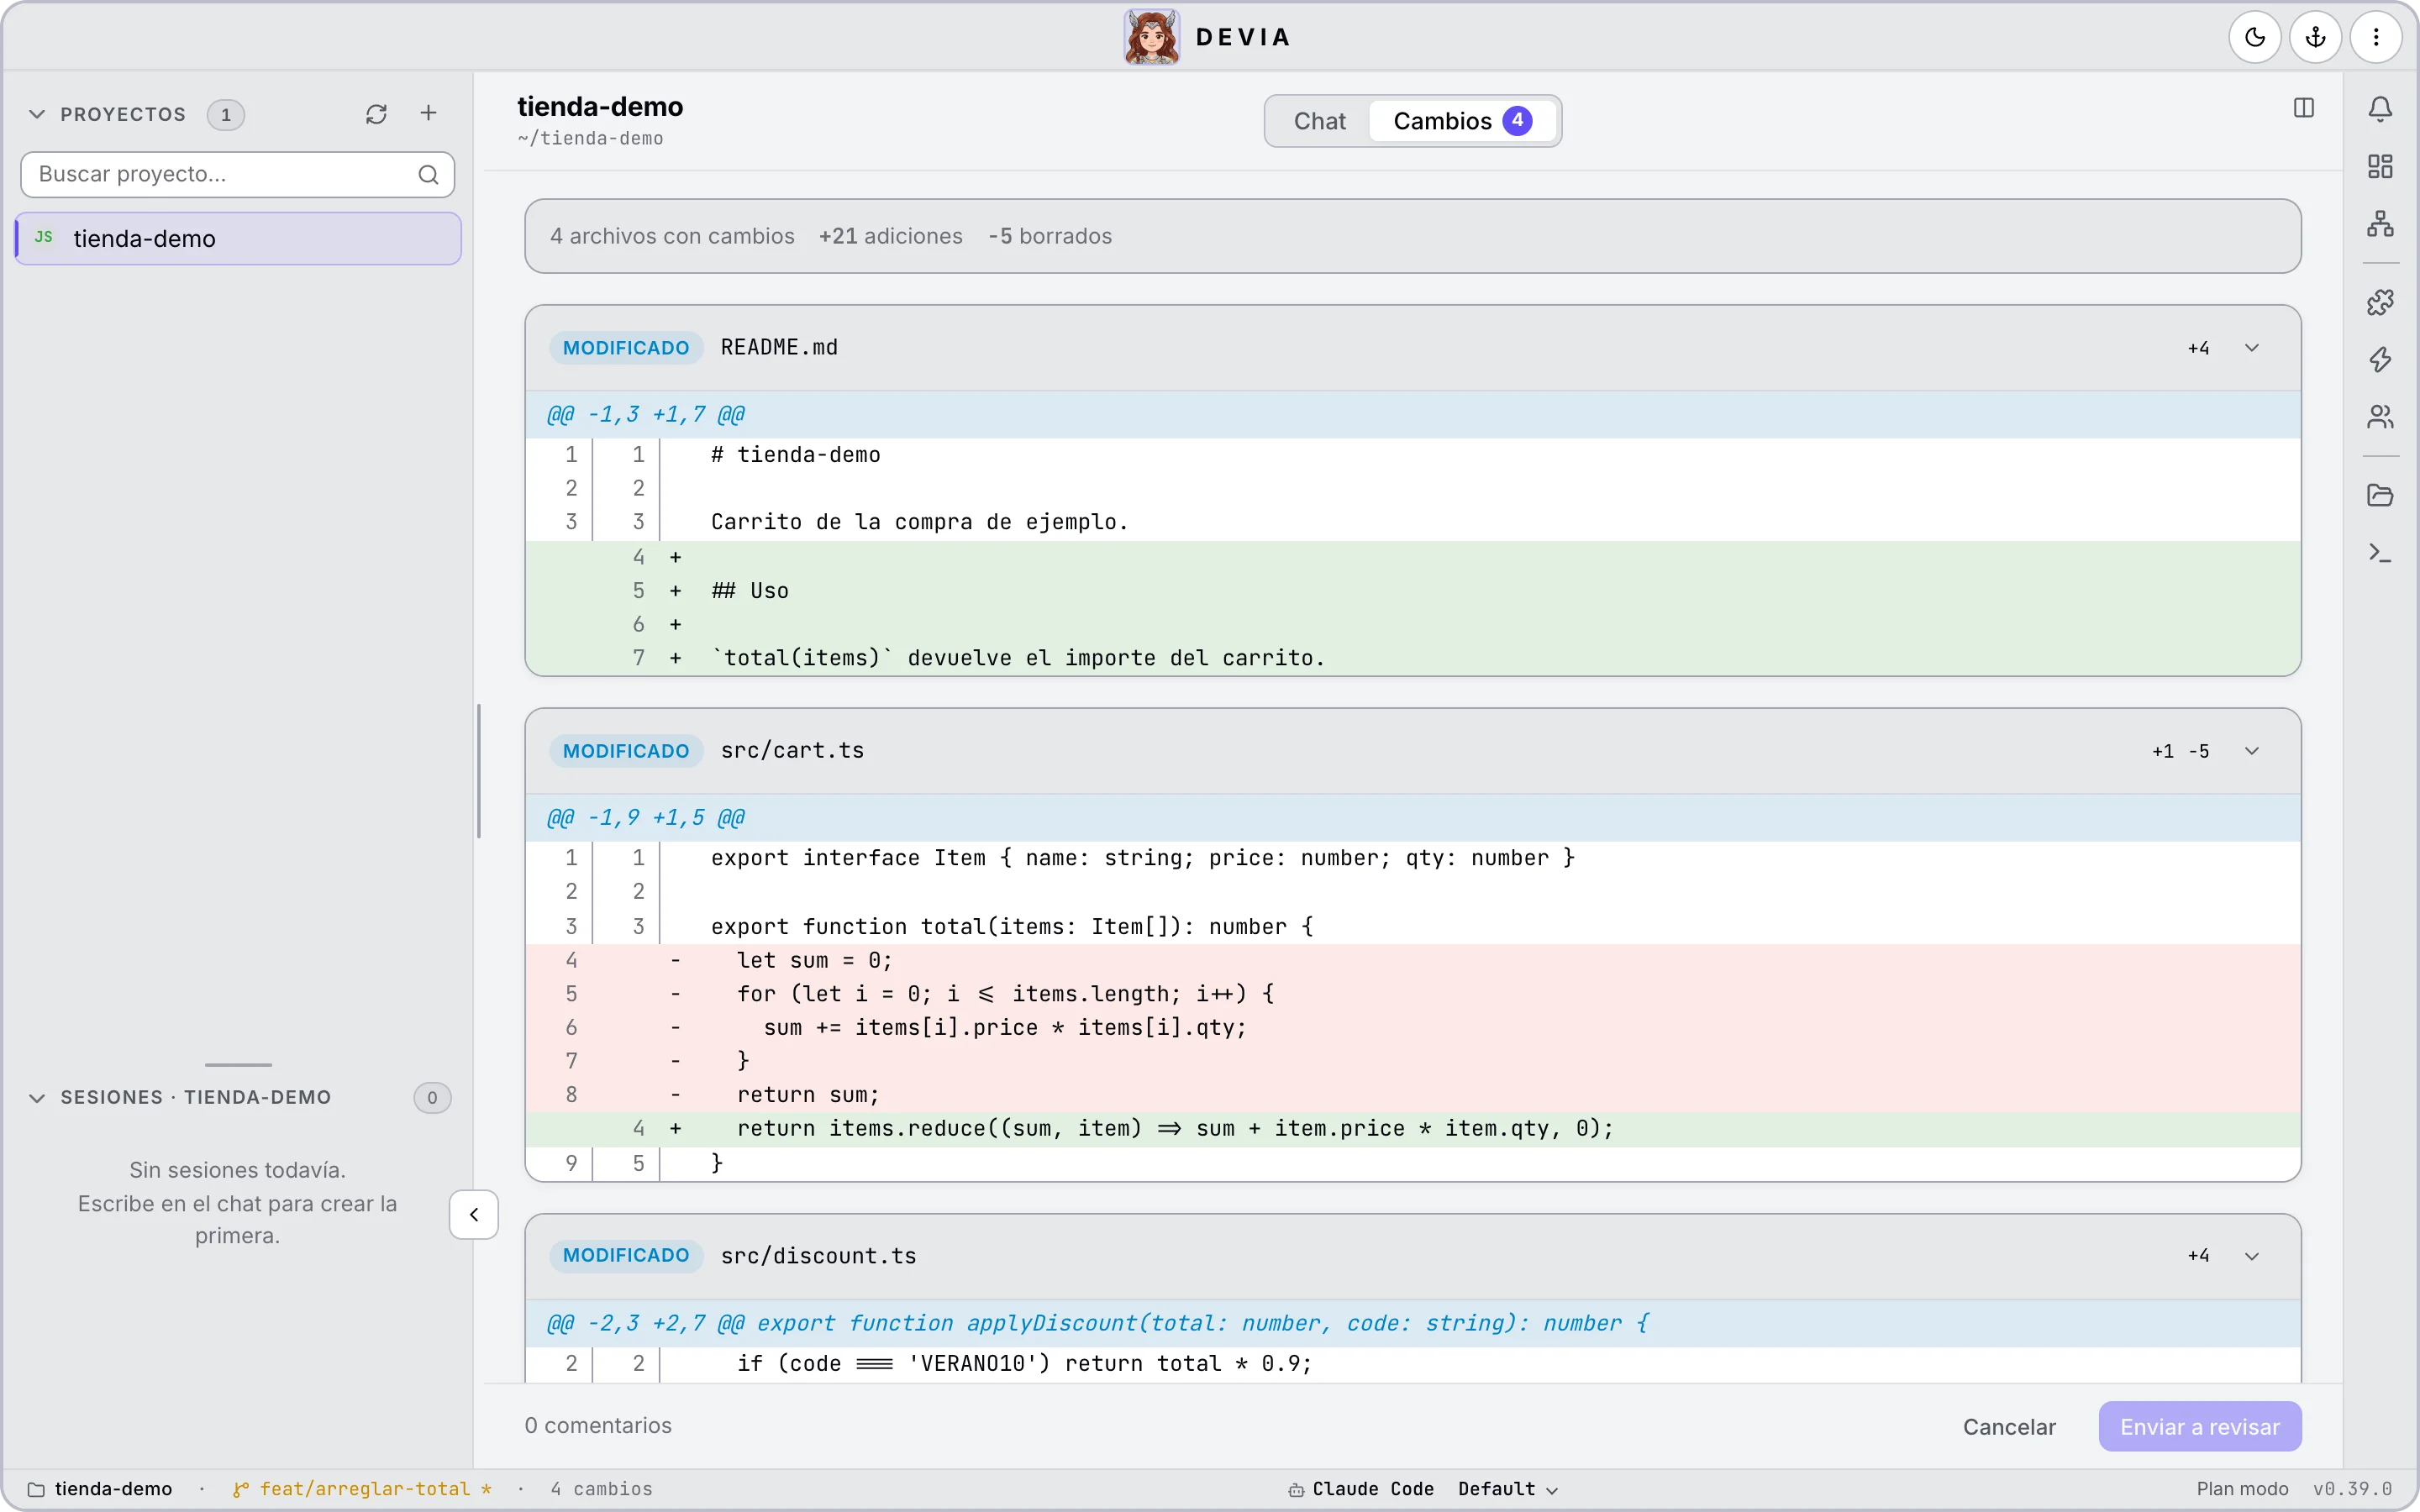 DEVIA
PROYECTOS 1
Buscar proyecto...
JS tienda-demo
SESIONES · TIENDA-DEMO 0
Sin sesiones todavía.
Escribe en el chat para crear la
primera.
tienda-demo
~/tienda-demo
Chat Cambios 4
4 archivos con cambios +21 adiciones -5 borrados
MODIFICADO README.md +4
@@ -1,3 +1,7 @@
1 1 # tienda-demo
2 2
3 3 Carrito de la compra de ejemplo.
4 +
5 + ## Uso
6 +
7 + `total(items)` devuelve el importe del carrito.
MODIFICADO src/cart.ts +1 -5
@@ -1,9 +1,5 @@
1 1 export interface Item { name: string; price: number; qty: number }
2 2
3 3 export function total(items: Item[]): number {
4 - let sum = 0;
5 - for (let i = 0; i <= items.length; i++) {
6 - sum += items[i].price * items[i].qty;
7 - }
8 - return sum;
4 + return items.reduce((sum, item) => sum + item.price * item.qty, 0);
9 5 }
MODIFICADO src/discount.ts +4
@@ -2,3 +2,7 @@ export function applyDiscount(total: number, code: string): number {
2 2 if (code === 'VERANO10') return total * 0.9;
0 comentarios
Cancelar Enviar a revisar
tienda-demo · feat/arreglar-total * · 4 cambios
Claude Code Default
Plan modo v0.39.0